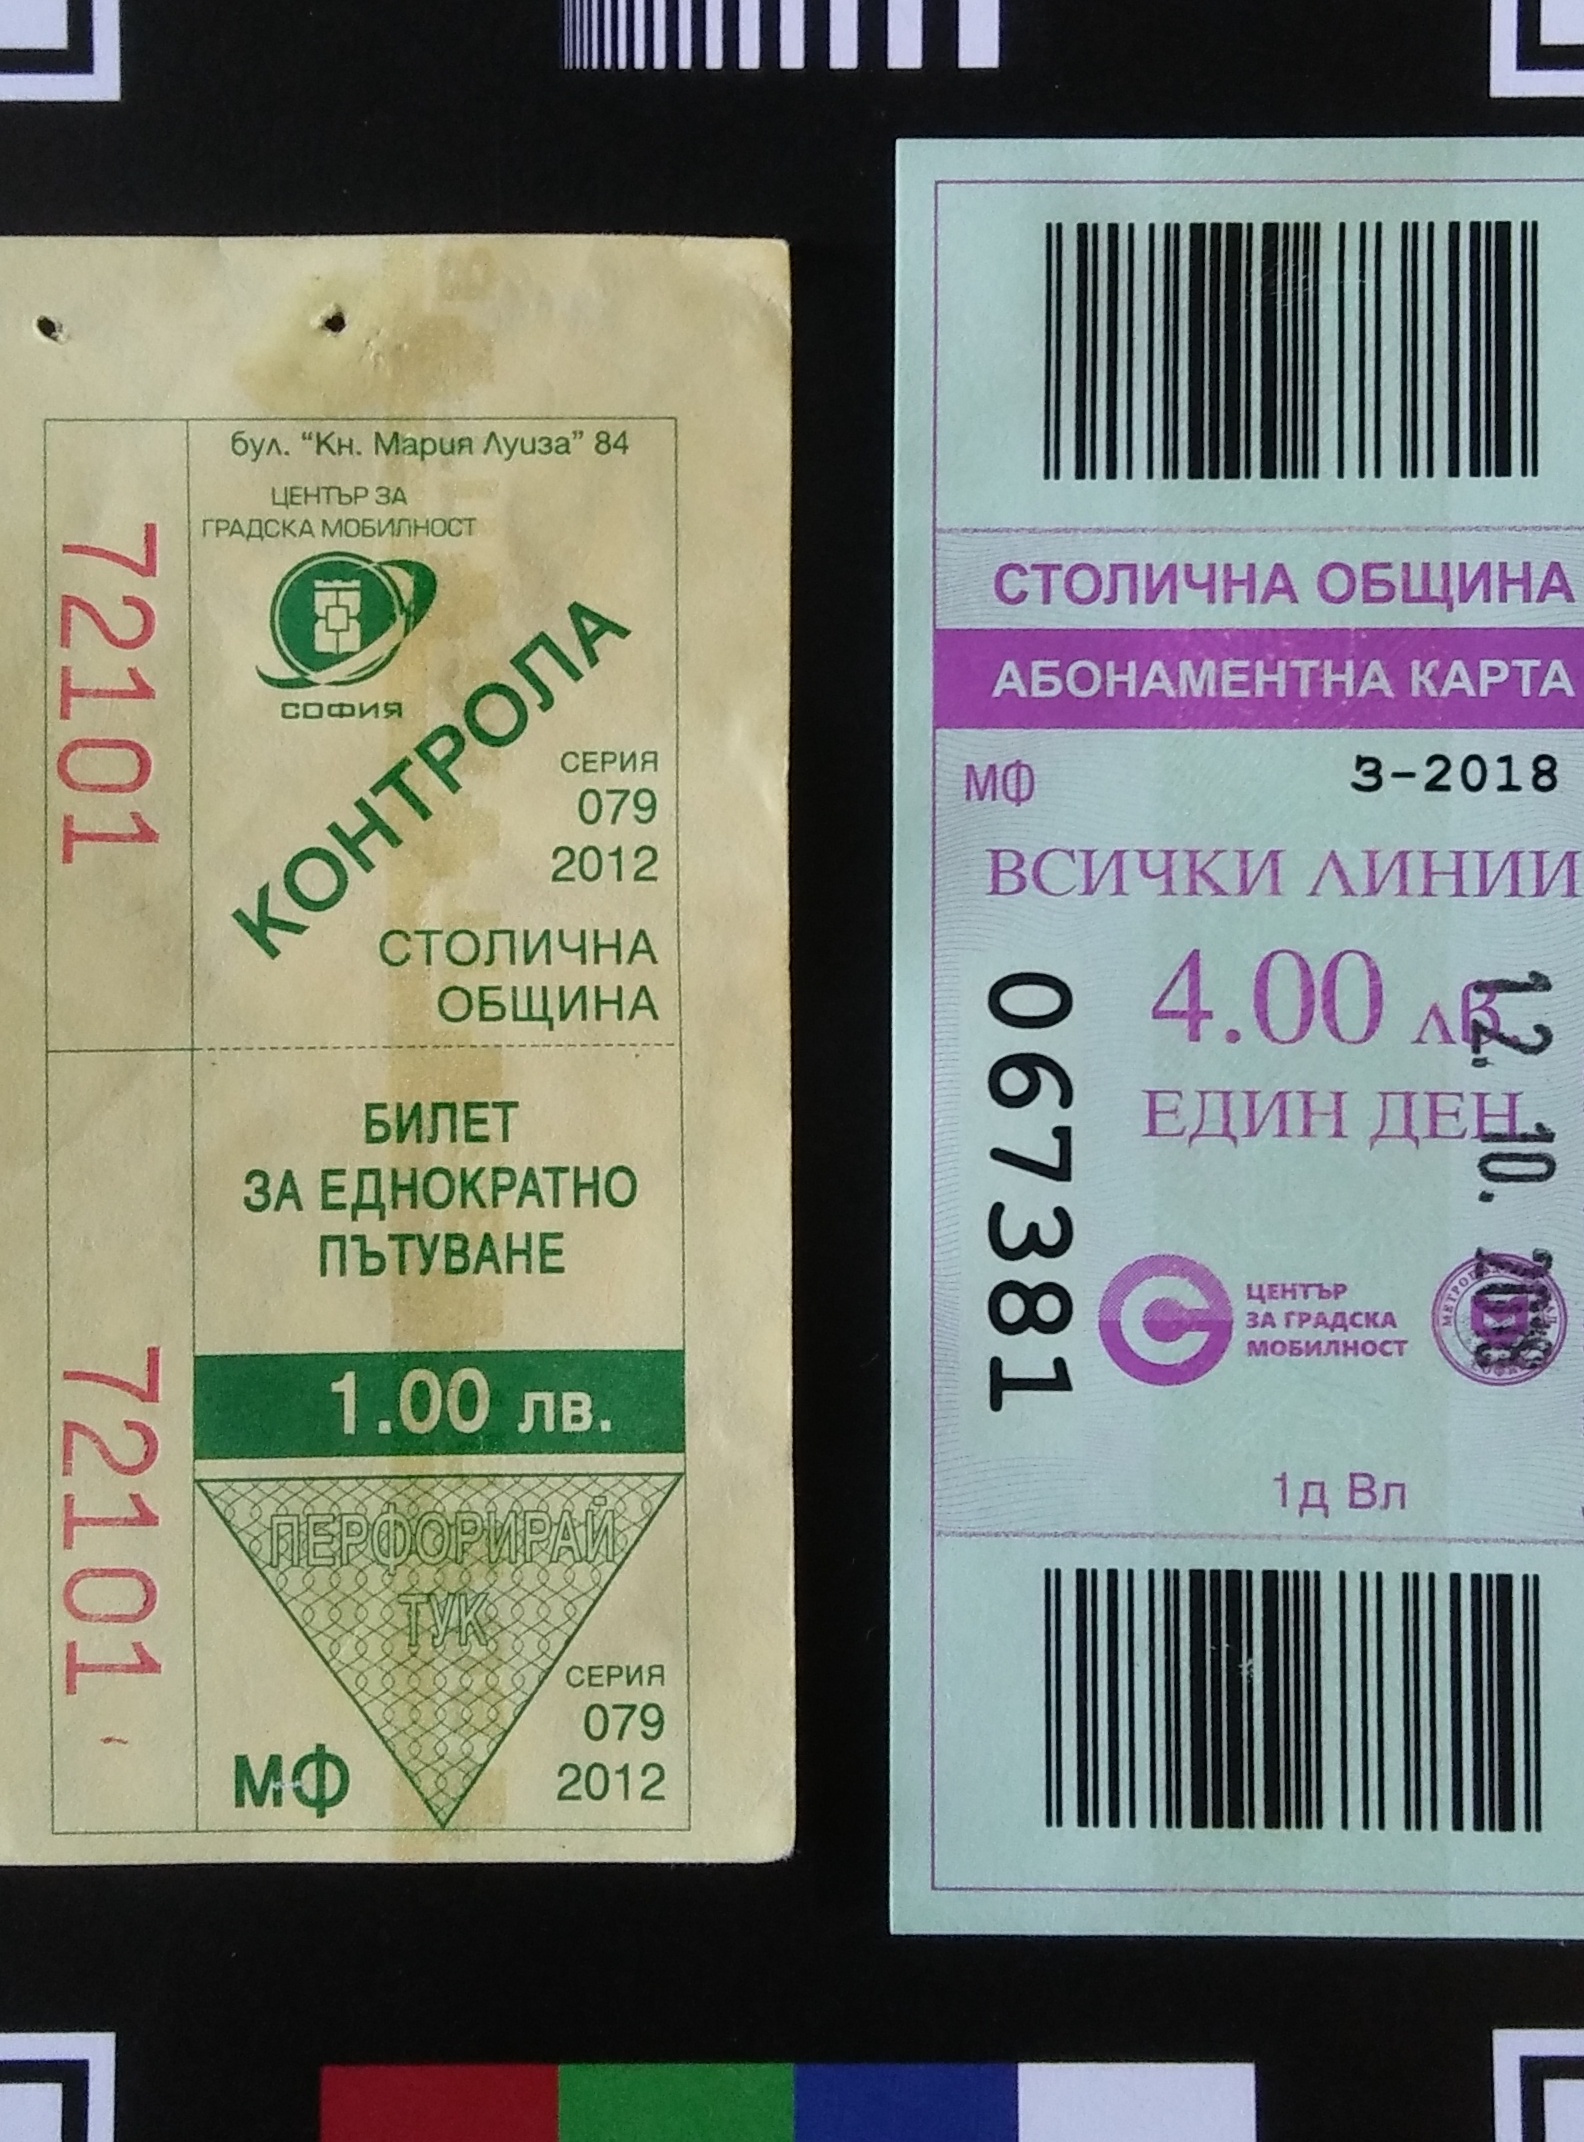 бул. "Кн. Мария Луиза" 84
ЦЕНТЪР ЗА
ГРАДСКА МОБИЛНОСТ
СОФИЯ
КОНТРОЛА
СЕРИЯ
079
2012
СТОЛИЧНА
ОБЩИНА
72101
БИЛЕТ
ЗА ЕДНОКРАТНО
ПЪТУВАНЕ
1.00 лв.
ПЕРФОРИРАЙ
ТУК
СЕРИЯ
079
2012
МФ
72101
СТОЛИЧНА ОБЩИНА
АБОНАМЕНТНА КАРТА
МФ
3-2018
ВСИЧКИ ЛИНИИ
4.00 лв.
ЕДИН ДЕН
067381
12. 10.
ЦЕНТЪР
ЗА ГРАДСКА
МОБИЛНОСТ
1д Вл